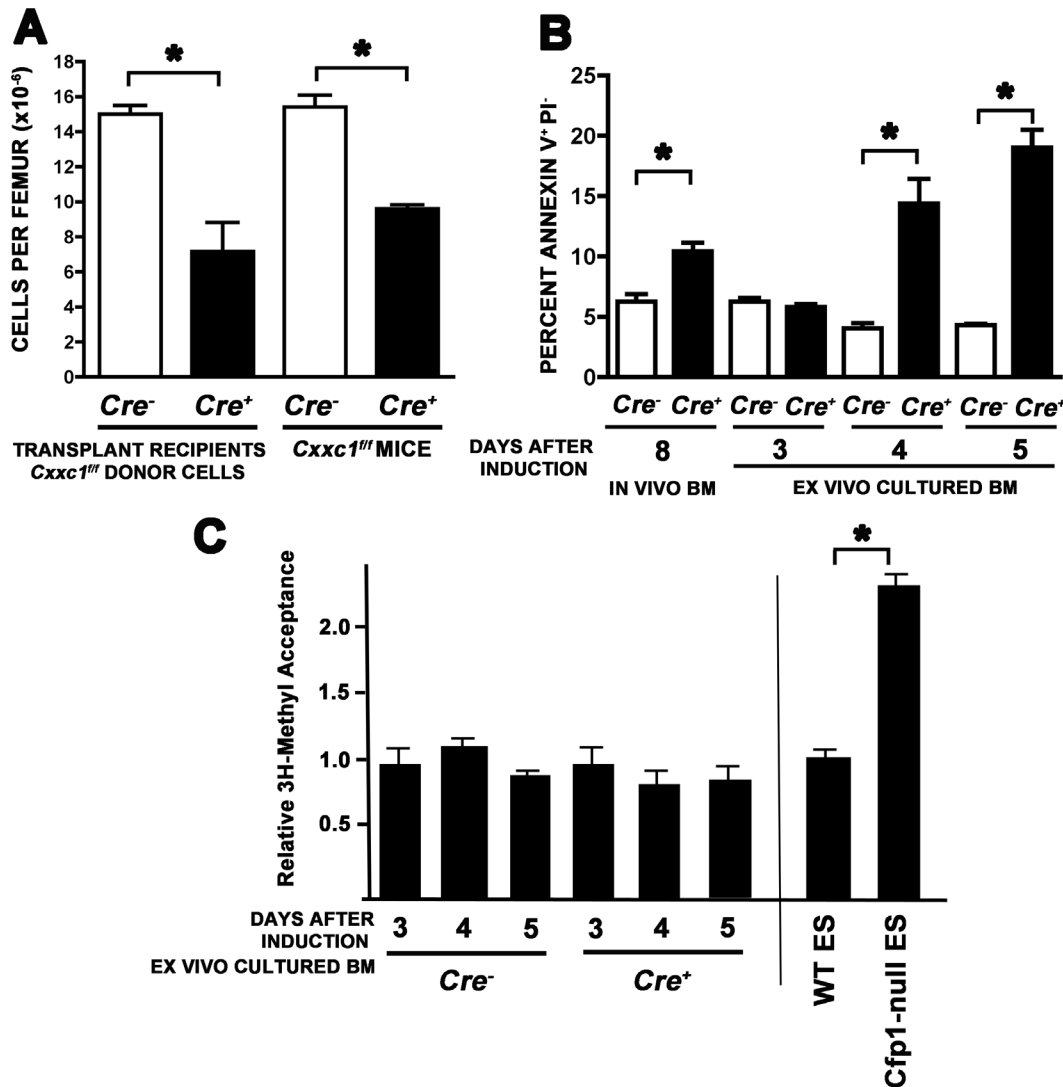 A
CELLS PER FEMUR (x10⁻⁶)
18
16
14
12
10
8
6
4
2
0
*
*
Cre⁻ Cre⁺ Cre⁻ Cre⁺
TRANSPLANT RECIPIENTS
Cxxc1ᶠ/ᶠ DONOR CELLS
Cxxc1ᶠ/ᶠ MICE
B
PERCENT ANNEXIN V⁺ PI⁻
25
20
15
10
5
0
*
*
*
Cre⁻ Cre⁺ Cre⁻ Cre⁺ Cre⁻ Cre⁺ Cre⁻ Cre⁺
DAYS AFTER
INDUCTION
8 3 4 5
IN VIVO BM EX VIVO CULTURED BM
C
Relative 3H-Methyl Acceptance
2.0
1.5
1.0
0.5
*
DAYS AFTER
INDUCTION
3 4 5 3 4 5
EX VIVO CULTURED BM
Cre⁻ Cre⁺
WT ES
Cfp1-null ES